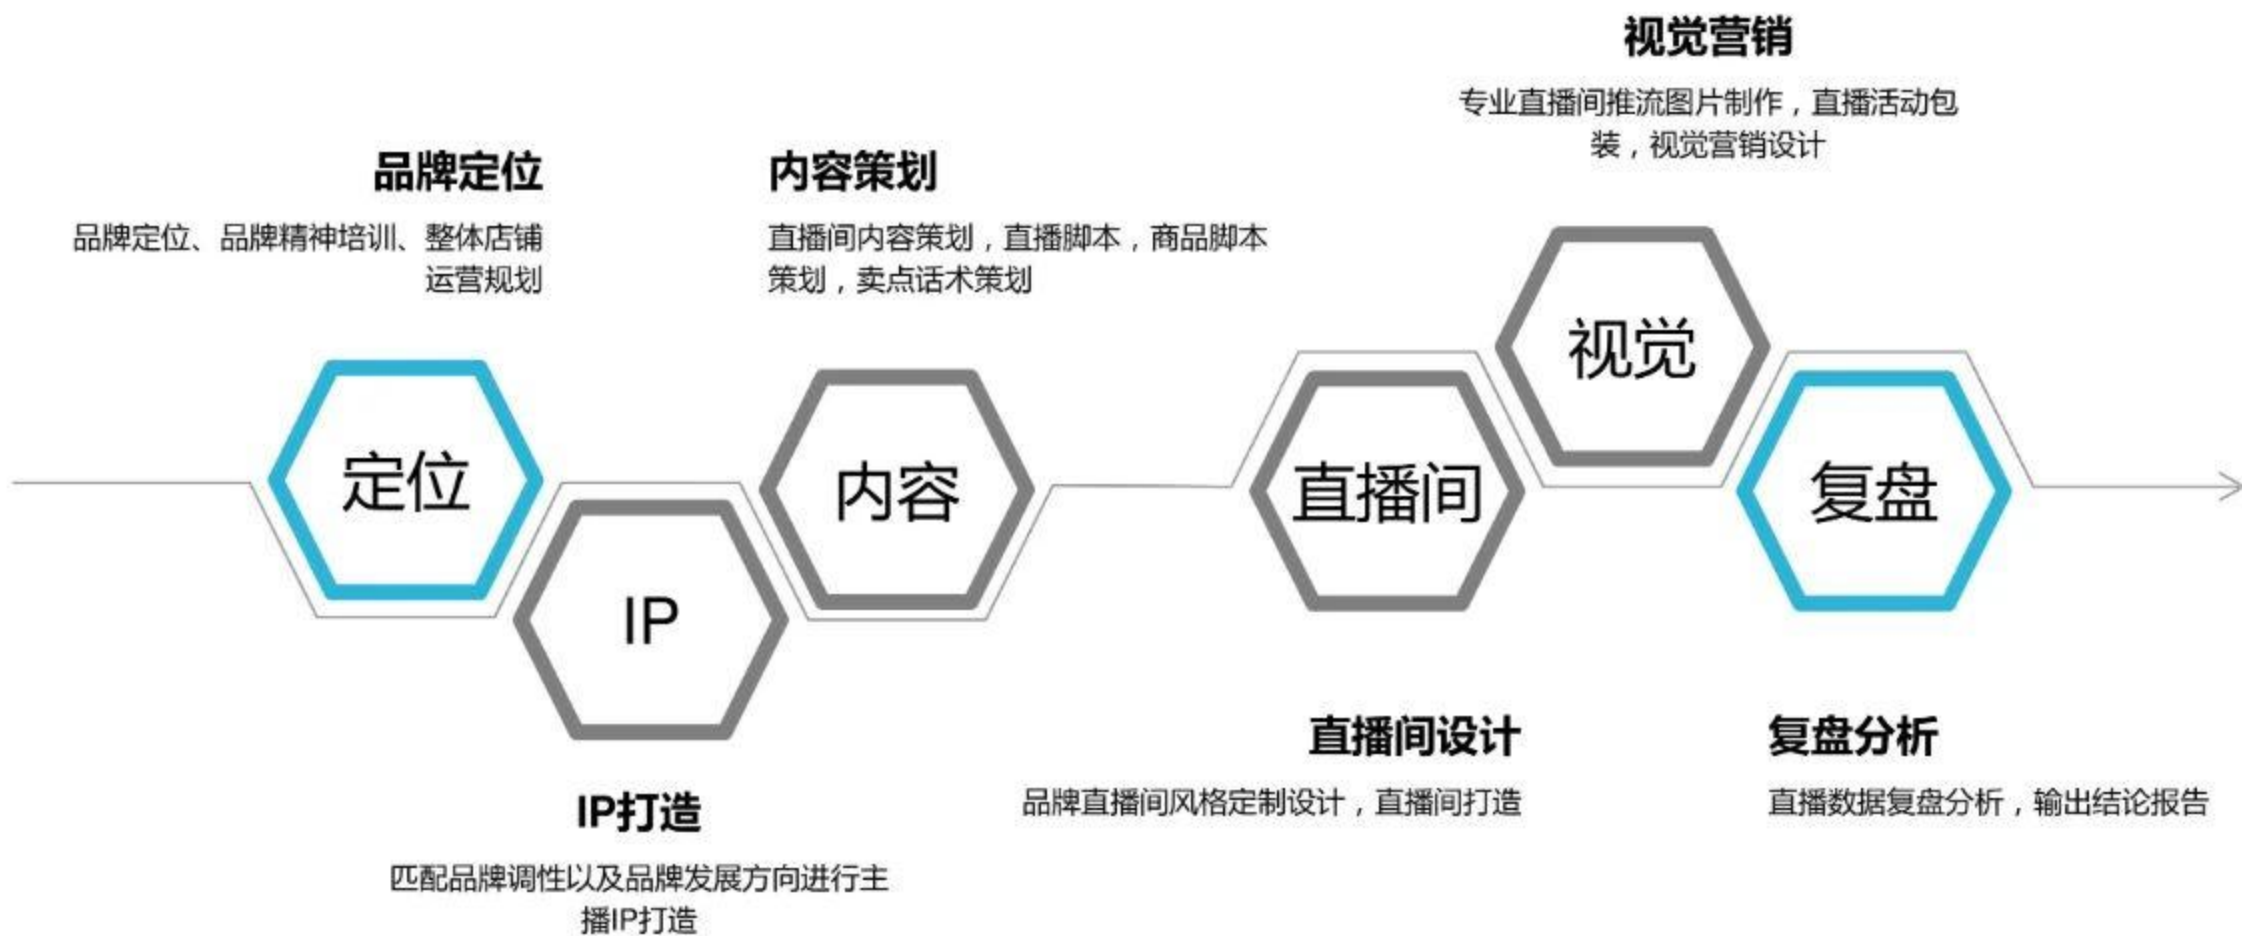 视觉营销
专业直播间推流图片制作，直播活动包
装，视觉营销设计
品牌定位
品牌定位、品牌精神培训、整体店铺
运营规划
内容策划
直播间内容策划，直播脚本，商品脚本
策划，卖点话术策划
定位
IP
内容
直播间
视觉
复盘
IP打造
匹配品牌调性以及品牌发展方向进行主
播IP打造
直播间设计
品牌直播间风格定制设计，直播间打造
复盘分析
直播数据复盘分析，输出结论报告